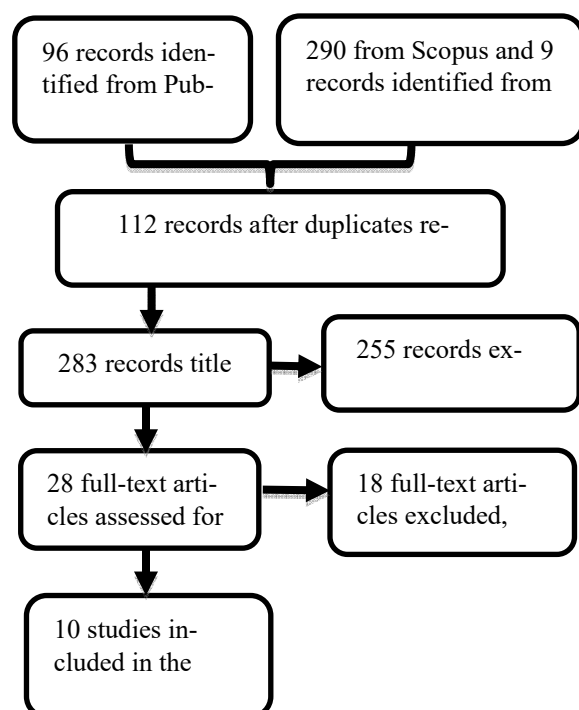 96 records iden-
tified from Pub-
290 from Scopus and 9
records identified from
112 records after duplicates re-
283 records title
255 records ex-
28 full-text arti-
cles assessed for
18 full-text arti-
cles excluded,
10 studies in-
cluded in the